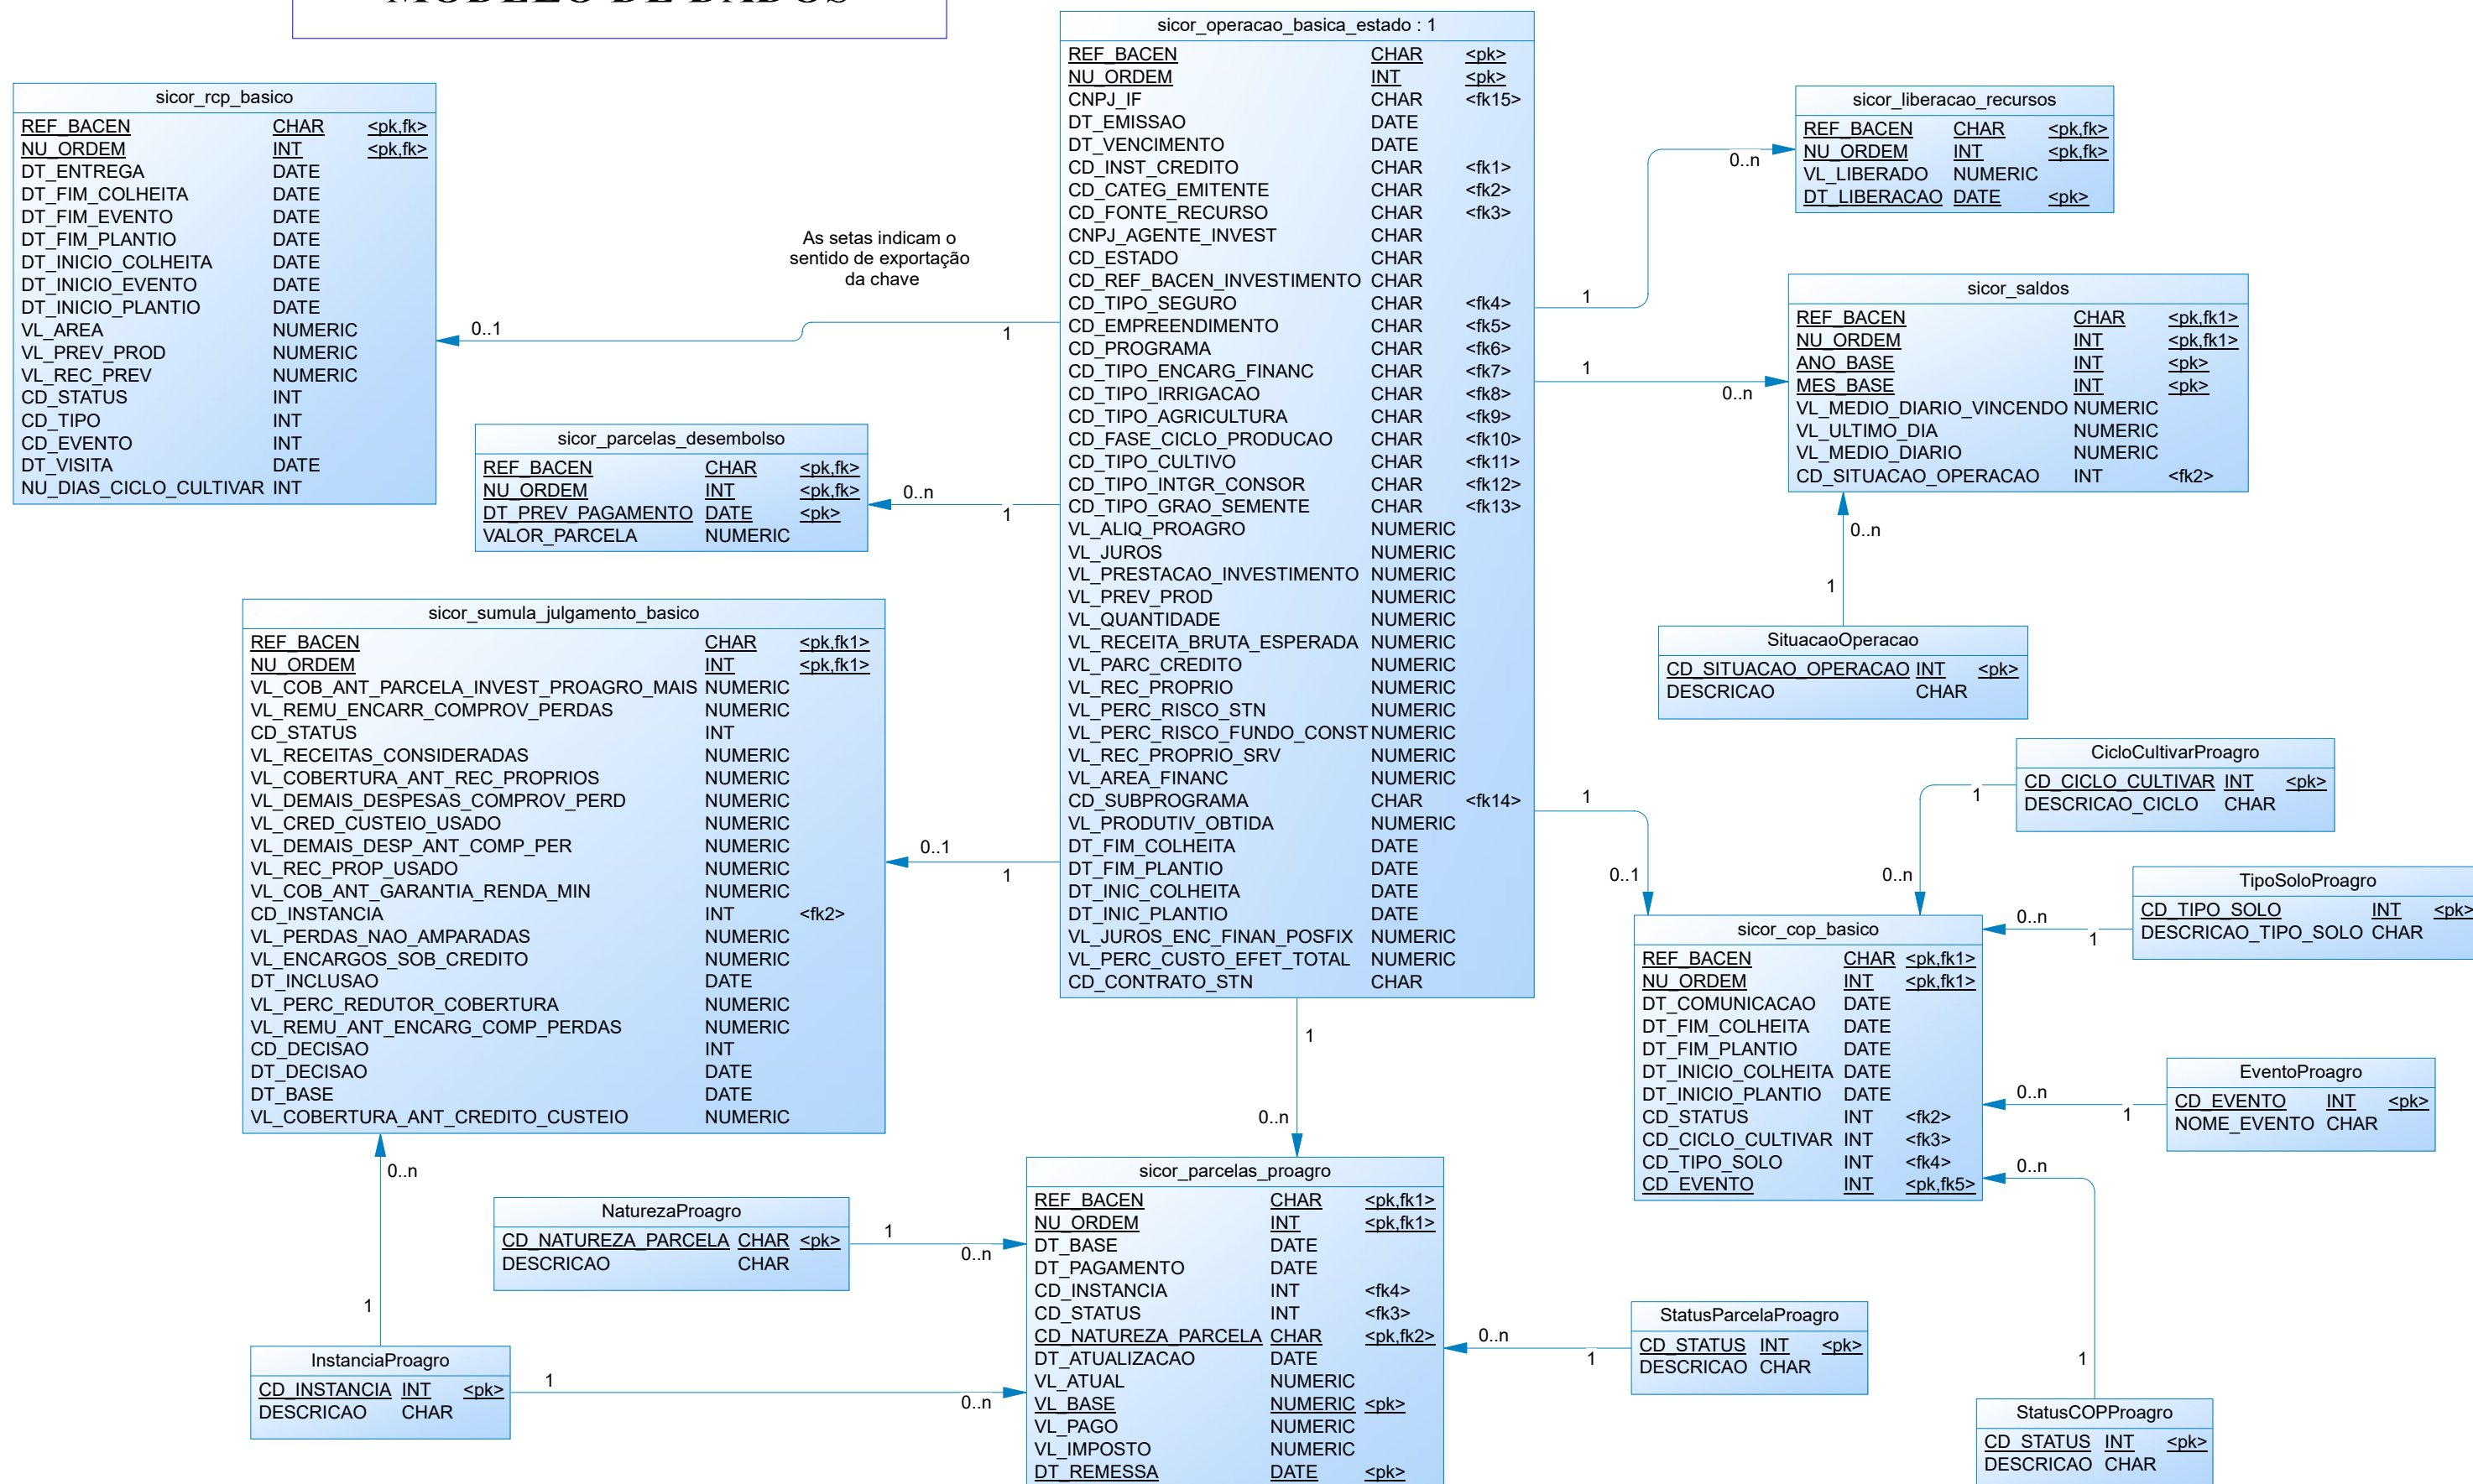 MODELO DE DADOS
sicor_operacao_basica_estado : 1
REF_BACEN CHAR <pk>
NU_ORDEM INT <pk>
CNPJ_IF CHAR <fk15>
DT_EMISSAO DATE
DT_VENCIMENTO DATE
CD_INST_CREDITO CHAR <fk1>
CD_CATEG_EMITENTE CHAR <fk2>
CD_FONTE_RECURSO CHAR <fk3>
CNPJ_AGENTE_INVEST CHAR
CD_ESTADO CHAR
CD_REF_BACEN_INVESTIMENTO CHAR
CD_TIPO_SEGURO CHAR <fk4>
CD_EMPREENDIMENTO CHAR <fk5>
CD_PROGRAMA CHAR <fk6>
CD_TIPO_ENCARG_FINANC CHAR <fk7>
CD_TIPO_IRRIGACAO CHAR <fk8>
CD_TIPO_AGRICULTURA CHAR <fk9>
CD_FASE_CICLO_PRODUCAO CHAR <fk10>
CD_TIPO_CULTIVO CHAR <fk11>
CD_TIPO_INTGR_CONSOR CHAR <fk12>
CD_TIPO_GRAO_SEMENTE CHAR <fk13>
VL_ALIQ_PROAGRO NUMERIC
VL_JUROS NUMERIC
VL_PRESTACAO_INVESTIMENTO NUMERIC
VL_PREV_PROD NUMERIC
VL_QUANTIDADE NUMERIC
VL_RECEITA_BRUTA_ESPERADA NUMERIC
VL_PARC_CREDITO NUMERIC
VL_REC_PROPRIO NUMERIC
VL_PERC_RISCO_STN NUMERIC
VL_PERC_RISCO_FUNDO_CONST NUMERIC
VL_REC_PROPRIO_SRV NUMERIC
VL_AREA_FINANC NUMERIC
CD_SUBPROGRAMA CHAR <fk14>
VL_PRODUTIV_OBTIDA NUMERIC
DT_FIM_COLHEITA DATE
DT_FIM_PLANTIO DATE
DT_INIC_COLHEITA DATE
DT_INIC_PLANTIO DATE
VL_JUROS_ENC_FINAN_POSFIX NUMERIC
VL_PERC_CUSTO_EFET_TOTAL NUMERIC
CD_CONTRATO_STN CHAR
sicor_rcp_basico
REF_BACEN CHAR <pk,fk>
NU_ORDEM INT <pk,fk>
DT_ENTREGA DATE
DT_FIM_COLHEITA DATE
DT_FIM_EVENTO DATE
DT_FIM_PLANTIO DATE
DT_INICIO_COLHEITA DATE
DT_INICIO_EVENTO DATE
DT_INICIO_PLANTIO DATE
VL_AREA NUMERIC
VL_PREV_PROD NUMERIC
VL_REC_PREV NUMERIC
CD_STATUS INT
CD_TIPO INT
CD_EVENTO INT
DT_VISITA DATE
NU_DIAS_CICLO_CULTIVAR INT
As setas indicam o
sentido de exportação
da chave
0..1
1
sicor_liberacao_recursos
REF_BACEN CHAR <pk,fk>
NU_ORDEM INT <pk,fk>
VL_LIBERADO NUMERIC
DT_LIBERACAO DATE <pk>
0..n
1
sicor_saldos
REF_BACEN CHAR <pk,fk1>
NU_ORDEM INT <pk,fk1>
ANO_BASE INT <pk>
MES_BASE INT <pk>
VL_MEDIO_DIARIO_VINCENDO NUMERIC
VL_ULTIMO_DIA NUMERIC
VL_MEDIO_DIARIO NUMERIC
CD_SITUACAO_OPERACAO INT <fk2>
1
0..n
0..n
1
SituacaoOperacao
CD_SITUACAO_OPERACAO INT <pk>
DESCRICAO CHAR
sicor_parcelas_desembolso
REF_BACEN CHAR <pk,fk>
NU_ORDEM INT <pk,fk>
DT_PREV_PAGAMENTO DATE <pk>
VALOR_PARCELA NUMERIC
0..n
1
sicor_sumula_julgamento_basico
REF_BACEN CHAR <pk,fk1>
NU_ORDEM INT <pk,fk1>
VL_COB_ANT_PARCELA_INVEST_PROAGRO_MAIS NUMERIC
VL_REMU_ENCARR_COMPROV_PERDAS NUMERIC
CD_STATUS INT
VL_RECEITAS_CONSIDERADAS NUMERIC
VL_COBERTURA_ANT_REC_PROPRIOS NUMERIC
VL_DEMAIS_DESPESAS_COMPROV_PERD NUMERIC
VL_CRED_CUSTEIO_USADO NUMERIC
VL_DEMAIS_DESP_ANT_COMP_PER NUMERIC
VL_REC_PROP_USADO NUMERIC
VL_COB_ANT_GARANTIA_RENDA_MIN NUMERIC
CD_INSTANCIA INT <fk2>
VL_PERDAS_NAO_AMPARADAS NUMERIC
VL_ENCARGOS_SOB_CREDITO NUMERIC
DT_INCLUSAO DATE
VL_PERC_REDUTOR_COBERTURA NUMERIC
VL_REMU_ANT_ENCARG_COMP_PERDAS NUMERIC
CD_DECISAO INT
DT_DECISAO DATE
DT_BASE DATE
VL_COBERTURA_ANT_CREDITO_CUSTEIO NUMERIC
0..1
1
1
0..1
CicloCultivarProagro
CD_CICLO_CULTIVAR INT <pk>
DESCRICAO_CICLO CHAR
1
0..n
TipoSoloProagro
CD_TIPO_SOLO INT <pk>
DESCRICAO_TIPO_SOLO CHAR
0..n
1
sicor_cop_basico
REF_BACEN CHAR <pk,fk1>
NU_ORDEM INT <pk,fk1>
DT_COMUNICACAO DATE
DT_FIM_COLHEITA DATE
DT_FIM_PLANTIO DATE
DT_INICIO_COLHEITA DATE
DT_INICIO_PLANTIO DATE
CD_STATUS INT <fk2>
CD_CICLO_CULTIVAR INT <fk3>
CD_TIPO_SOLO INT <fk4>
CD_EVENTO INT <pk,fk5>
EventoProagro
CD_EVENTO INT <pk>
NOME_EVENTO CHAR
0..n
1
0..n
1
StatusCOPProagro
CD_STATUS INT <pk>
DESCRICAO CHAR
1
0..n
sicor_parcelas_proagro
REF_BACEN CHAR <pk,fk1>
NU_ORDEM INT <pk,fk1>
DT_BASE DATE
DT_PAGAMENTO DATE
CD_INSTANCIA INT <fk4>
CD_STATUS INT <fk3>
CD_NATUREZA_PARCELA CHAR <pk,fk2>
DT_ATUALIZACAO DATE
VL_ATUAL NUMERIC
VL_BASE NUMERIC <pk>
VL_PAGO NUMERIC
VL_IMPOSTO NUMERIC
DT_REMESSA DATE <pk>
NaturezaProagro
CD_NATUREZA_PARCELA CHAR <pk>
DESCRICAO CHAR
1
0..n
0..n
1
InstanciaProagro
CD_INSTANCIA INT <pk>
DESCRICAO CHAR
1
0..n
StatusParcelaProagro
CD_STATUS INT <pk>
DESCRICAO CHAR
0..n
1